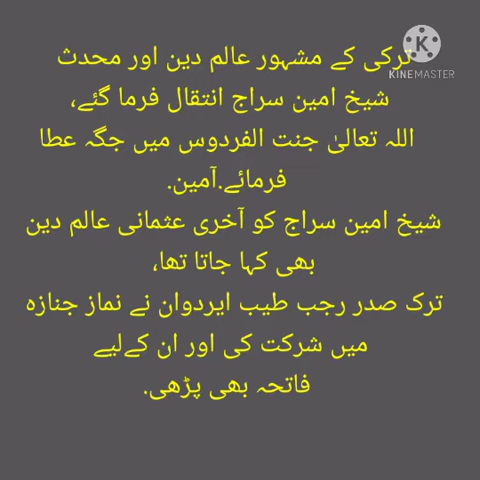 ترکی کے مشہور عالم دین اور محدث
شیخ امین سراج انتقال فرما گئے،
اللہ تعالیٰ جنت الفردوس میں جگہ عطا
فرمائے.آمین.
شیخ امین سراج کو آخری عثمانی عالم دین
بھی کہا جاتا تھا،
ترک صدر رجب طیب ایردوان نے نماز جنازہ
میں شرکت کی اور ان کےلیے
فاتحہ بھی پڑھی.
K
KINEMASTER